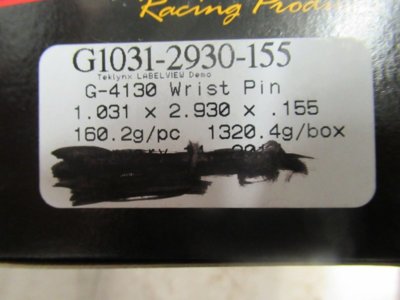 Racing
G1031-2930-155
Teklynx LABELVIEW Demo
G-4130 Wrist Pin
1.031 x 2.930 x .155
160.2g/pc 1320.4g/box